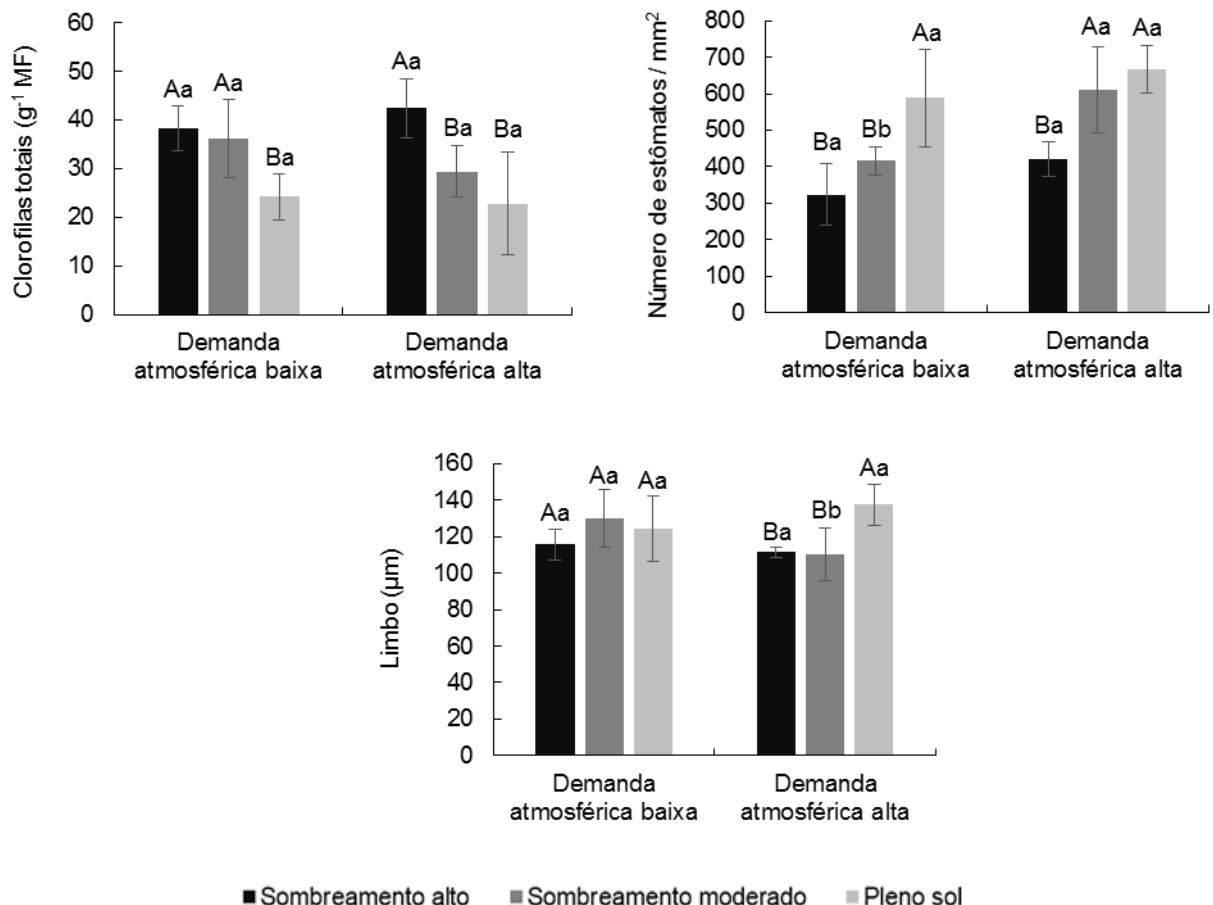 Clorofilas totais (g⁻¹ MF)
60
50
40
30
20
10
0
Aa
Aa
Ba
Aa
Ba
Ba
Demanda
atmosférica baixa
Demanda
atmosférica alta
Número de estômatos / mm²
800
700
600
500
400
300
200
100
0
Ba
Bb
Aa
Ba
Aa
Aa
Demanda
atmosférica baixa
Demanda
atmosférica alta
Limbo (µm)
160
140
120
100
80
60
40
20
0
Aa
Aa
Aa
Ba
Bb
Aa
Demanda
atmosférica baixa
Demanda
atmosférica alta
Sombreamento alto
Sombreamento moderado
Pleno sol